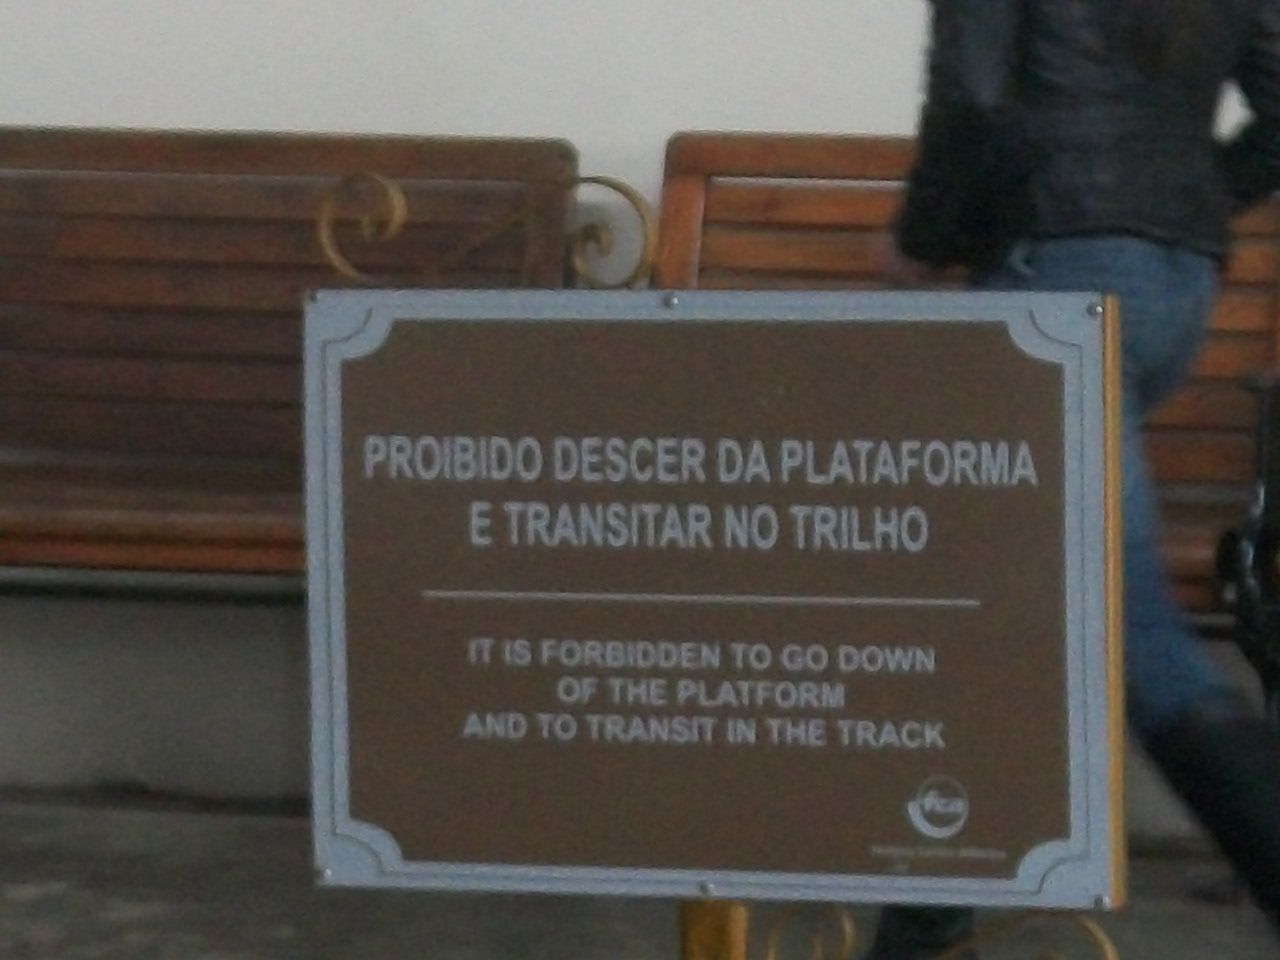 PROIBIDO DESCER DA PLATAFORMA
E TRANSITAR NO TRILHO
IT IS FORBIDDEN TO GO DOWN
OF THE PLATFORM
AND TO TRANSIT IN THE TRACK
fca